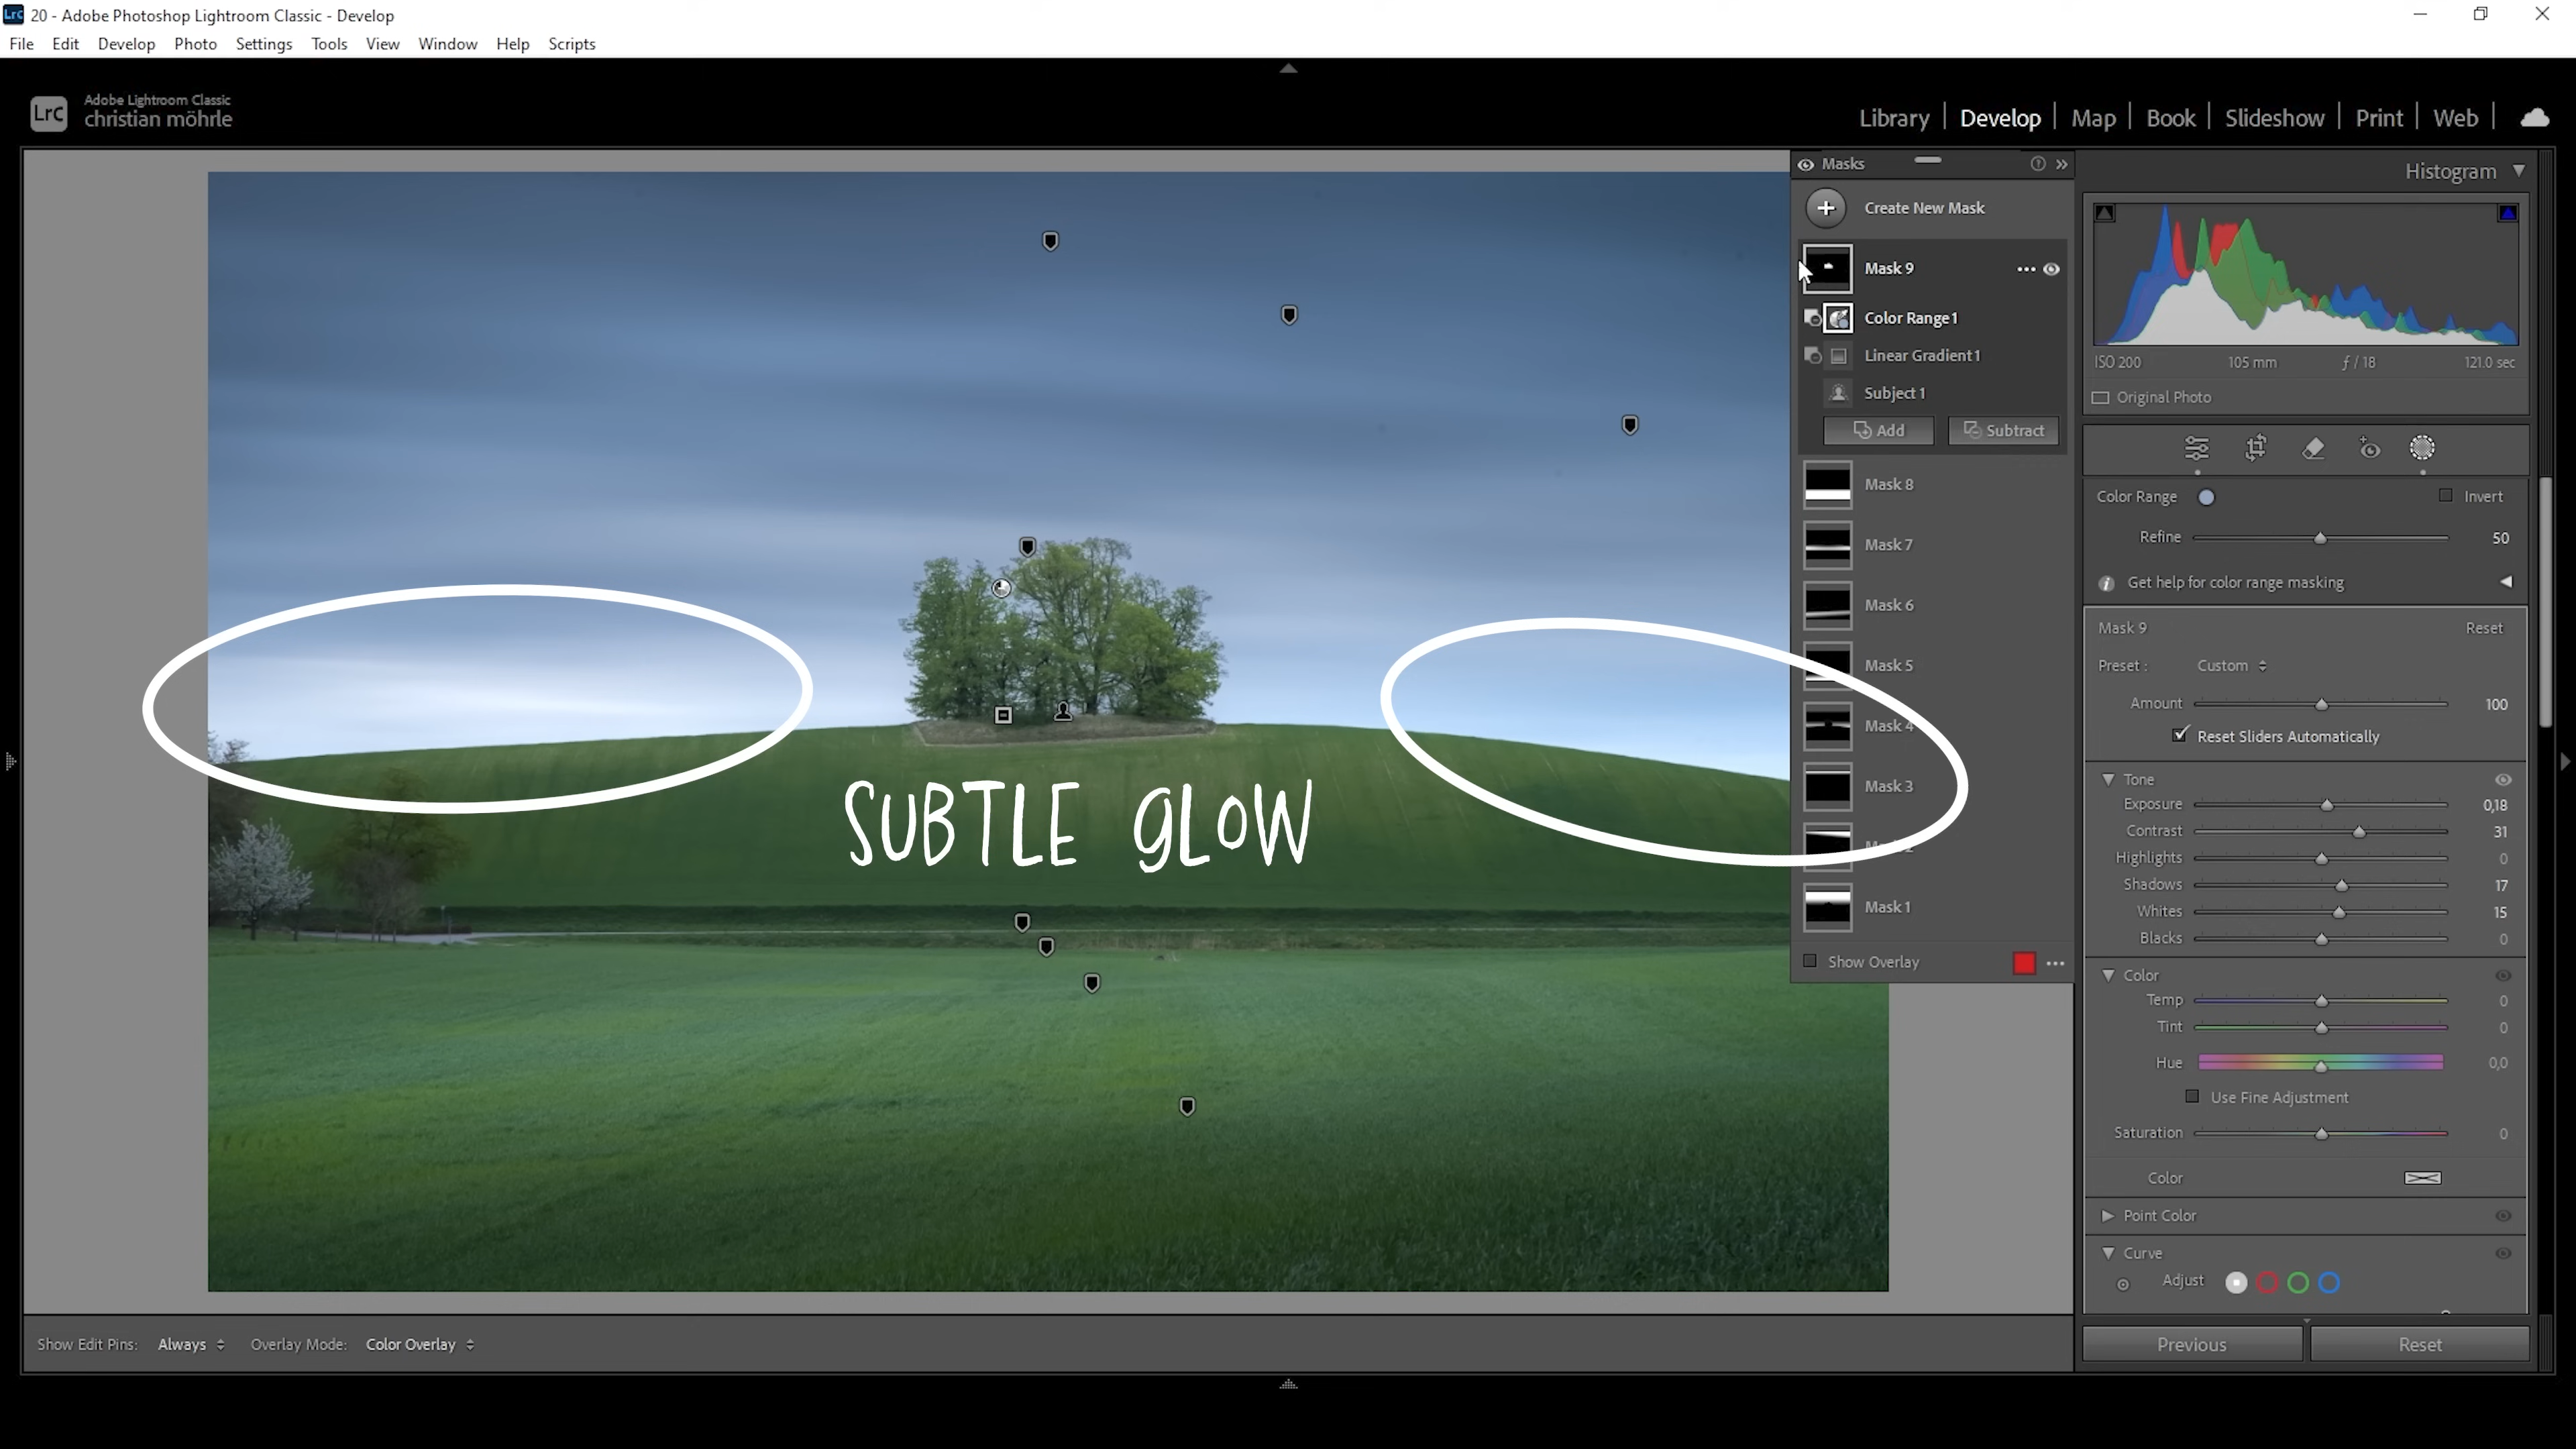 Lrc 20 - Adobe Photoshop Lightroom Classic - Develop
File Edit Develop Photo Settings Tools View Window Help Scripts
Lrc
Adobe Lightroom Classic
christian möhrle
Library | Develop | Map | Book | Slideshow | Print | Web |
Masks
Create New Mask
Mask 9
Color Range 1
Linear Gradient 1
Subject 1
Add Subtract
Mask 8
Mask 7
Mask 6
Mask 5
Mask 4
Mask 3
Mask 1
Show Overlay
SUBTLE GLOW
Histogram
ISO 200 105 mm ƒ / 18 121.0 sec
Original Photo
Color Range Invert
Refine 50
Get help for color range masking
Mask 9 Reset
Preset : Custom
Amount 100
Reset Sliders Automatically
Tone
Exposure 0,18
Contrast 31
Highlights 0
Shadows 17
Whites 15
Blacks 0
Color
Temp 0
Tint 0
Hue 0,0
Use Fine Adjustment
Saturation 0
Color
Point Color
Curve
Adjust
Show Edit Pins: Always Overlay Mode: Color Overlay
Previous Reset